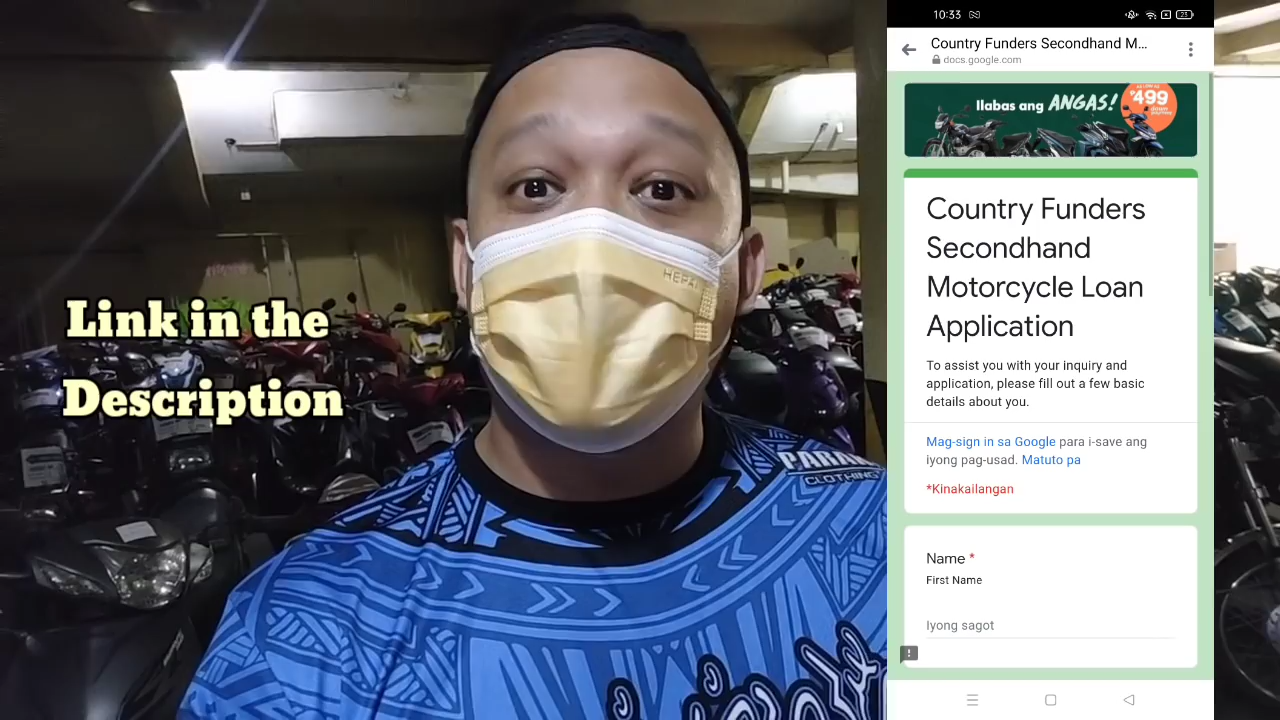 Link in the
Description
HEPA
PARA
CLOTHING
10:33
23
Country Funders Secondhand M...
docs.google.com
Ilabas ang ANGAS!
₱499
Country Funders
Secondhand
Motorcycle Loan
Application
To assist you with your inquiry and
application, please fill out a few basic
details about you.
Mag-sign in sa Google para i-save ang
iyong pag-usad. Matuto pa
*Kinakailangan
Name *
First Name
Iyong sagot